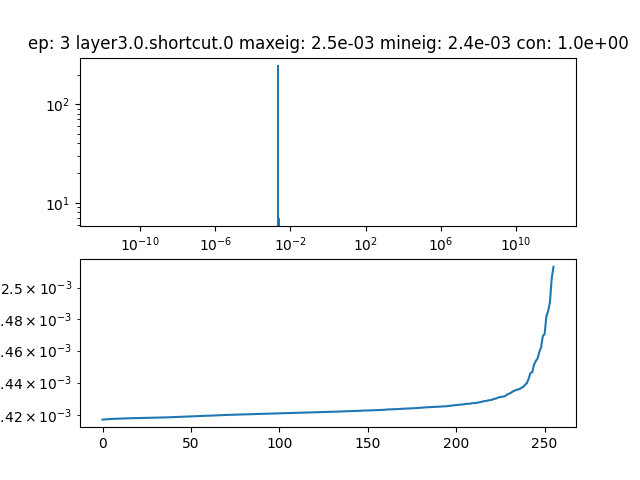 ep: 3 layer3.0.shortcut.0 maxeig: 2.5e-03 mineig: 2.4e-03 con: 1.0e+00
10²
10¹
10⁻¹⁰ 10⁻⁶ 10⁻² 10² 10⁶ 10¹⁰
2.5 × 10⁻³
.48 × 10⁻³
.46 × 10⁻³
.44 × 10⁻³
.42 × 10⁻³
0 50 100 150 200 250